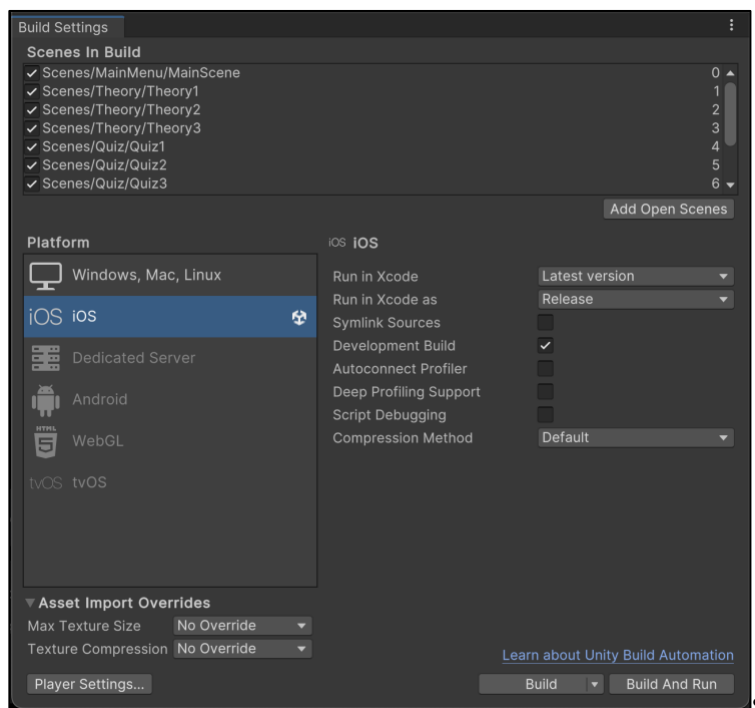 Build Settings
Scenes In Build
Scenes/MainMenu/MainScene 0
Scenes/Theory/Theory1 1
Scenes/Theory/Theory2 2
Scenes/Theory/Theory3 3
Scenes/Quiz/Quiz1 4
Scenes/Quiz/Quiz2 5
Scenes/Quiz/Quiz3 6
Add Open Scenes
Platform
Windows, Mac, Linux
iOS iOS
Dedicated Server
Android
HTML 5 WebGL
tvOS tvOS
iOS iOS
Run in Xcode Latest version
Run in Xcode as Release
Symlink Sources
Development Build
Autoconnect Profiler
Deep Profiling Support
Script Debugging
Compression Method Default
Asset Import Overrides
Max Texture Size No Override
Texture Compression No Override
Learn about Unity Build Automation
Player Settings... Build Build And Run